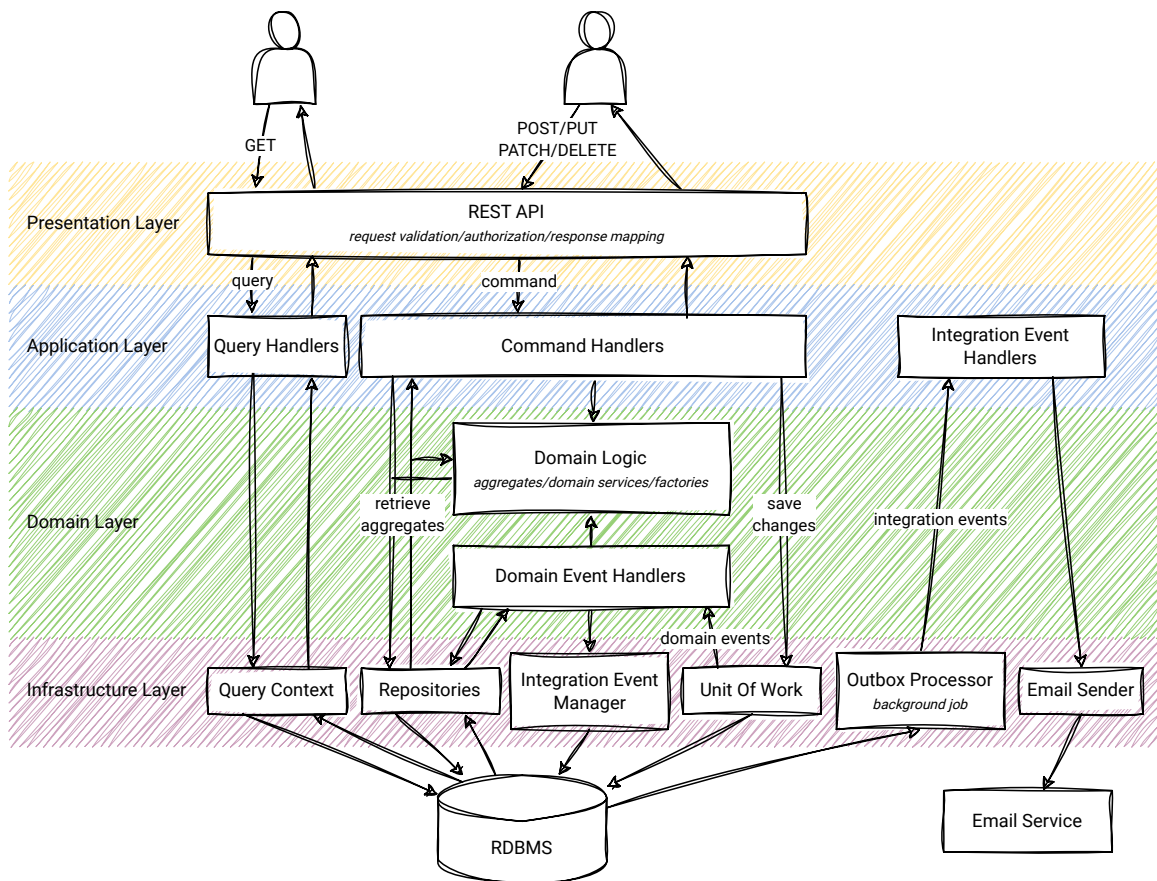 GET
POST/PUT
PATCH/DELETE
Presentation Layer
REST API
request validation/authorization/response mapping
query
command
Application Layer
Query Handlers
Command Handlers
Integration Event
Handlers
Domain Logic
aggregates/domain services/factories
retrieve
aggregates
save
changes
integration events
Domain Layer
Domain Event Handlers
domain events
Infrastructure Layer
Query Context
Repositories
Integration Event
Manager
Unit Of Work
Outbox Processor
background job
Email Sender
RDBMS
Email Service